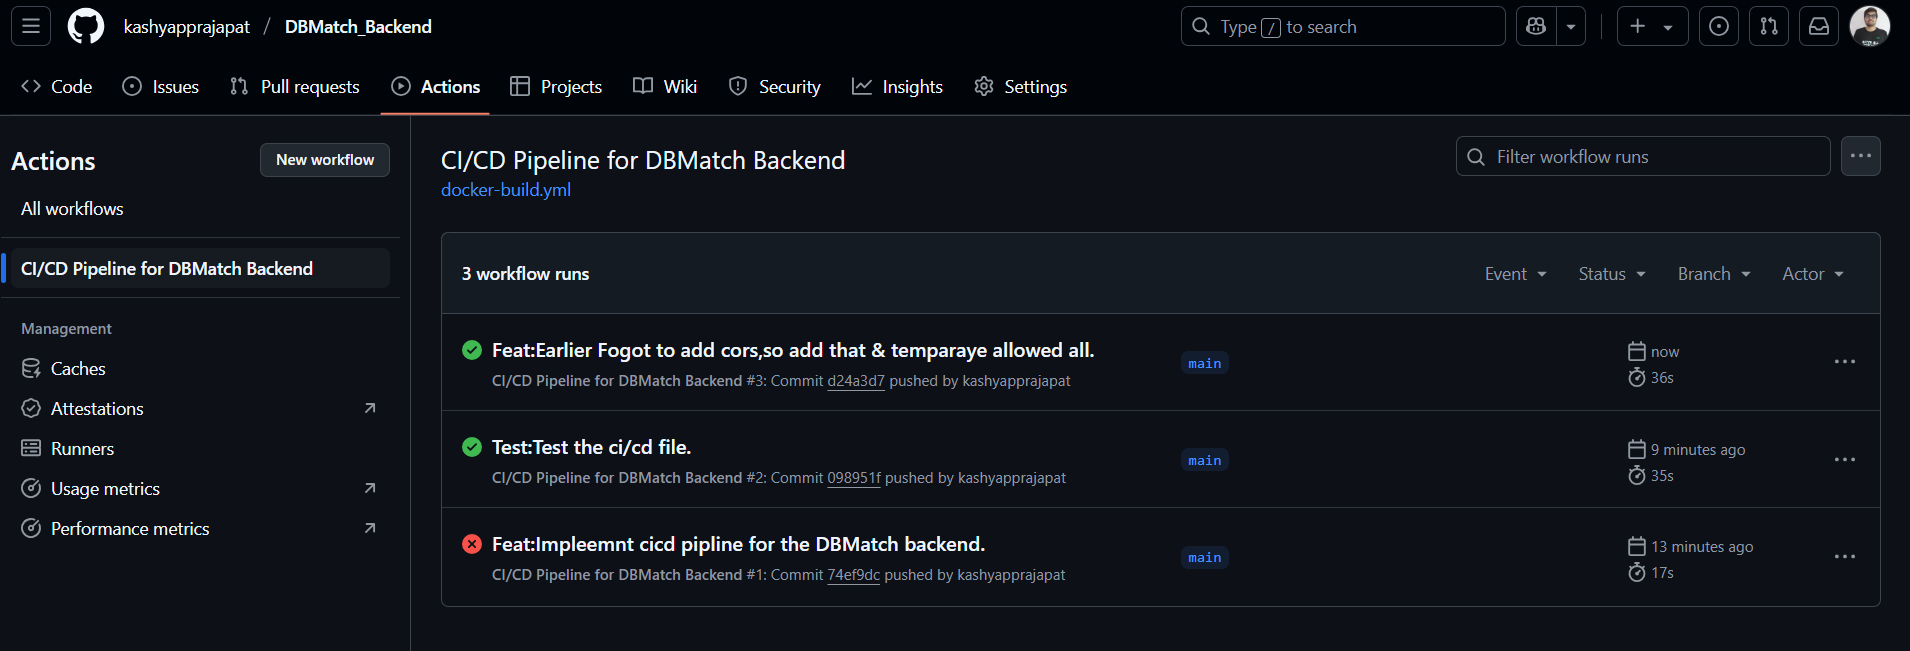 kashyapprajapat / DBMatch_Backend
Type / to search
Code Issues Pull requests Actions Projects Wiki Security Insights Settings
Actions
New workflow
All workflows
CI/CD Pipeline for DBMatch Backend
Management
Caches
Attestations
Runners
Usage metrics
Performance metrics
CI/CD Pipeline for DBMatch Backend
docker-build.yml
Filter workflow runs
3 workflow runs
Event Status Branch Actor
Feat:Earlier Fogot to add cors,so add that & temparaye allowed all.
CI/CD Pipeline for DBMatch Backend #3: Commit d24a3d7 pushed by kashyapprajapat
main
now
36s
Test:Test the ci/cd file.
CI/CD Pipeline for DBMatch Backend #2: Commit 098951f pushed by kashyapprajapat
main
9 minutes ago
35s
Feat:Impleemnt cicd pipline for the DBMatch backend.
CI/CD Pipeline for DBMatch Backend #1: Commit 74ef9dc pushed by kashyapprajapat
main
13 minutes ago
17s